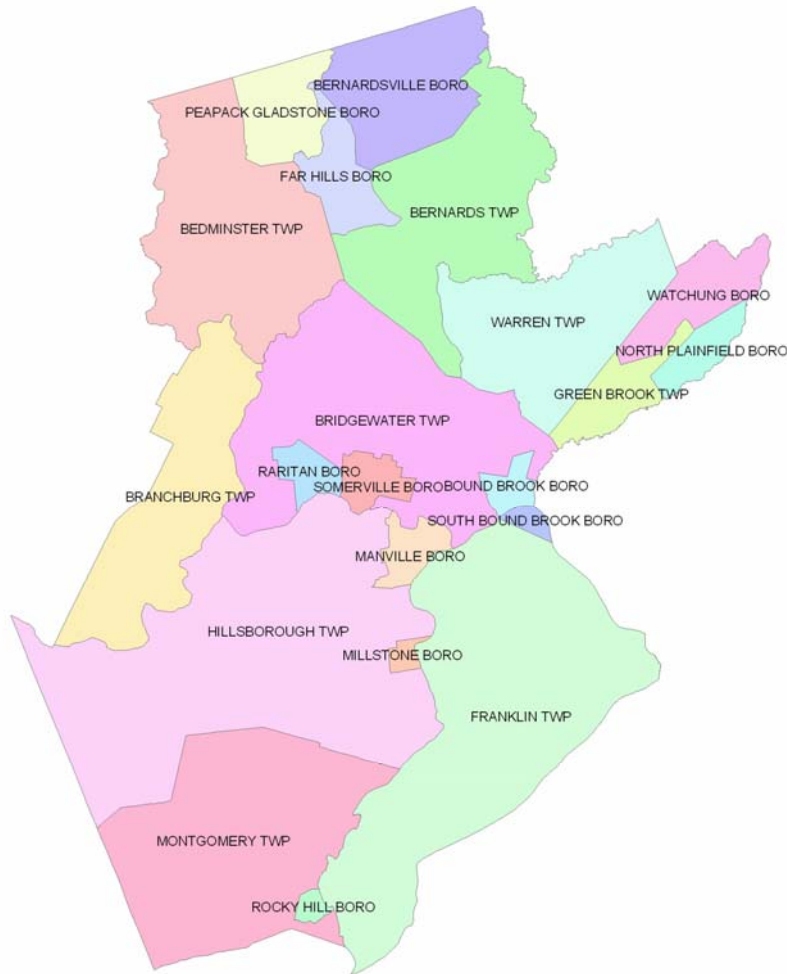 BERNARDSVILLE BORO
PEAPACK GLADSTONE BORO
FAR HILLS BORO
BERNARDS TWP
BEDMINSTER TWP
WATCHUNG BORO
WARREN TWP
NORTH PLAINFIELD BORO
GREEN BROOK TWP
BRIDGEWATER TWP
RARITAN BORO
SOMERVILLE BORO
BOUND BROOK BORO
BRANCHBURG TWP
SOUTH BOUND BROOK BORO
MANVILLE BORO
HILLSBOROUGH TWP
MILLSTONE BORO
FRANKLIN TWP
MONTGOMERY TWP
ROCKY HILL BORO